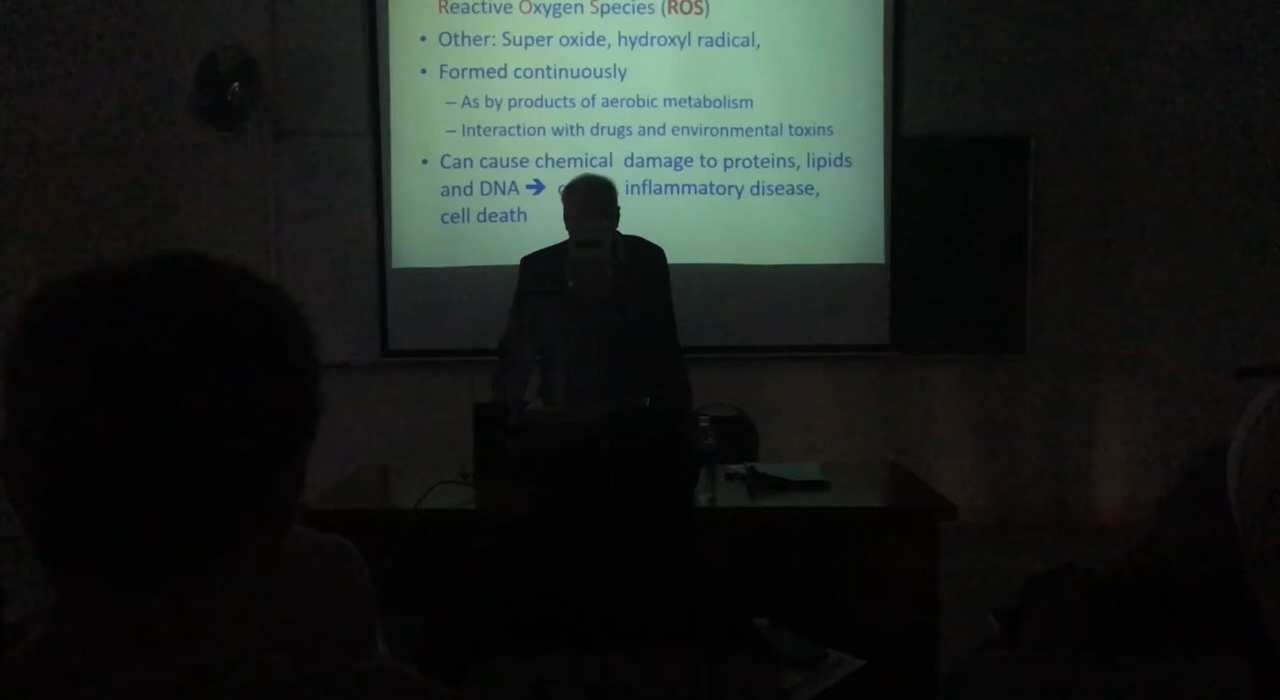 Reactive Oxygen Species (ROS)
• Other: Super oxide, hydroxyl radical,
• Formed continuously
– As by products of aerobic metabolism
– Interaction with drugs and environmental toxins
• Can cause chemical damage to proteins, lipids
and DNA ➔ inflammatory disease,
cell death